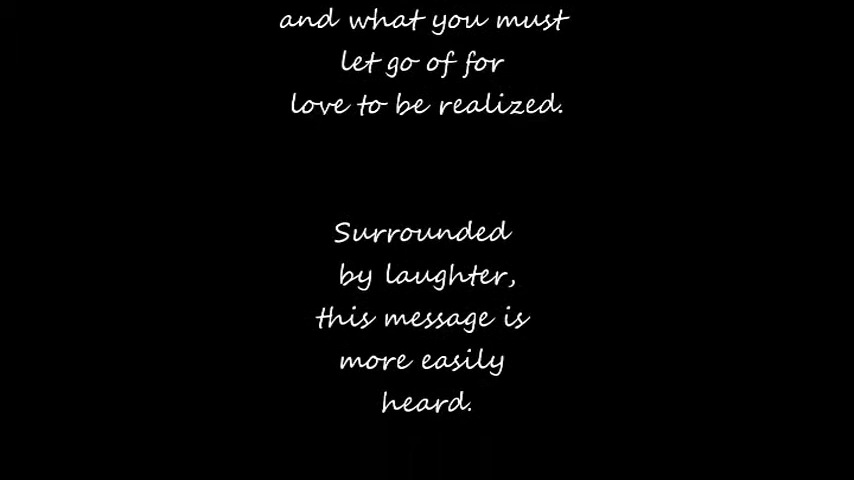 and what you must
let go of for
love to be realized.
Surrounded
by laughter,
this message is
more easily
heard.